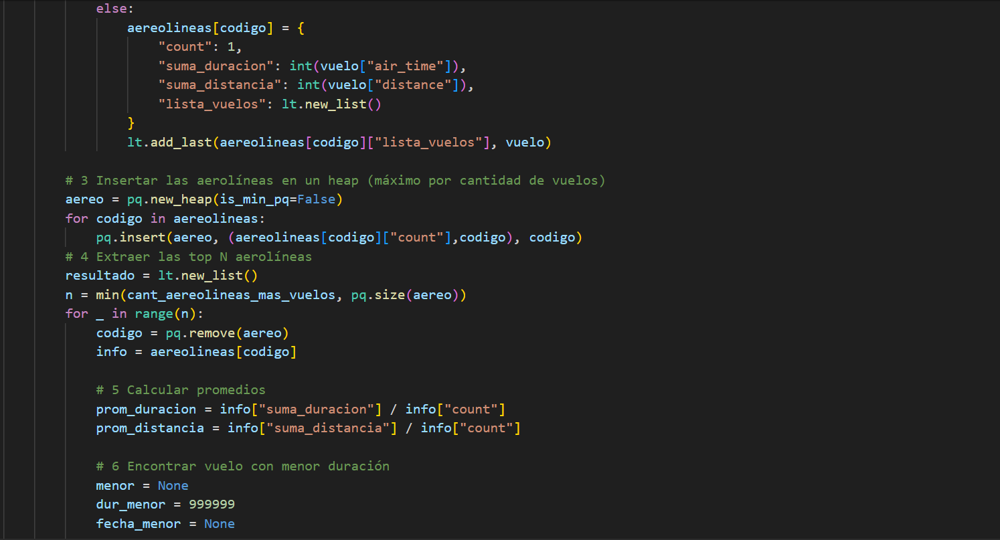 else:
aereolineas[codigo] = {
"count": 1,
"suma_duracion": int(vuelo["air_time"]),
"suma_distancia": int(vuelo["distance"]),
"lista_vuelos": lt.new_list()
}
lt.add_last(aereolineas[codigo]["lista_vuelos"], vuelo)
# 3 Insertar las aerolíneas en un heap (máximo por cantidad de vuelos)
aereo = pq.new_heap(is_min_pq=False)
for codigo in aereolineas:
pq.insert(aereo, (aereolineas[codigo]["count"],codigo), codigo)
# 4 Extraer las top N aerolíneas
resultado = lt.new_list()
n = min(cant_aereolineas_mas_vuelos, pq.size(aereo))
for _ in range(n):
codigo = pq.remove(aereo)
info = aereolineas[codigo]
# 5 Calcular promedios
prom_duracion = info["suma_duracion"] / info["count"]
prom_distancia = info["suma_distancia"] / info["count"]
# 6 Encontrar vuelo con menor duración
menor = None
dur_menor = 999999
fecha_menor = None